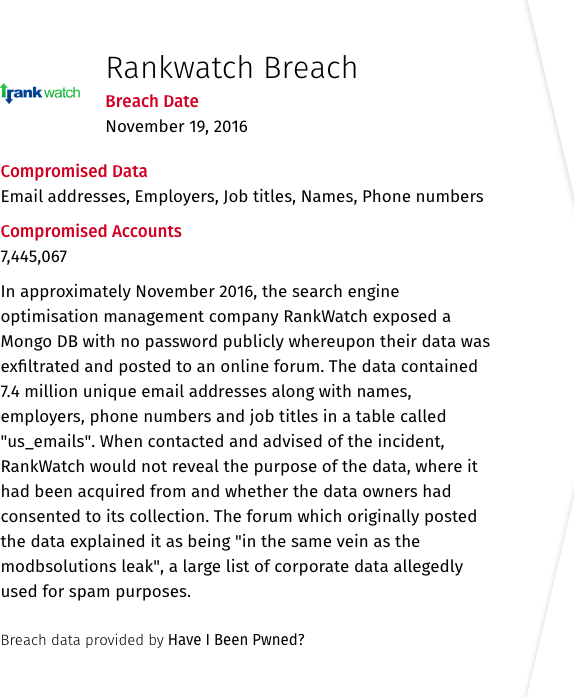 Rankwatch Breach
rank watch
Breach Date
November 19, 2016
Compromised Data
Email addresses, Employers, Job titles, Names, Phone numbers
Compromised Accounts
7,445,067
In approximately November 2016, the search engine
optimisation management company RankWatch exposed a
Mongo DB with no password publicly whereupon their data was
exfiltrated and posted to an online forum. The data contained
7.4 million unique email addresses along with names,
employers, phone numbers and job titles in a table called
"us_emails". When contacted and advised of the incident,
RankWatch would not reveal the purpose of the data, where it
had been acquired from and whether the data owners had
consented to its collection. The forum which originally posted
the data explained it as being "in the same vein as the
modbsolutions leak", a large list of corporate data allegedly
used for spam purposes.
Breach data provided by Have I Been Pwned?